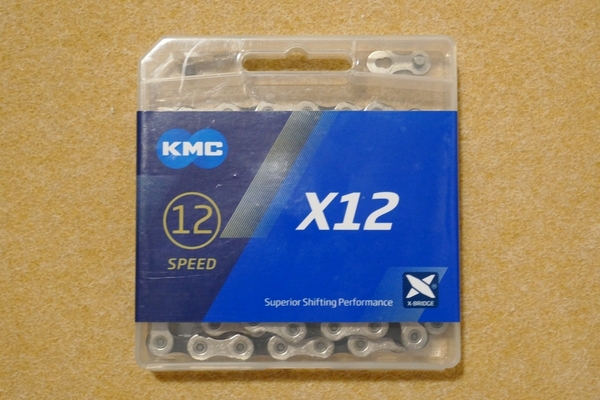 KMC
12
SPEED
X12
Superior Shifting Performance
X-BRIDGE